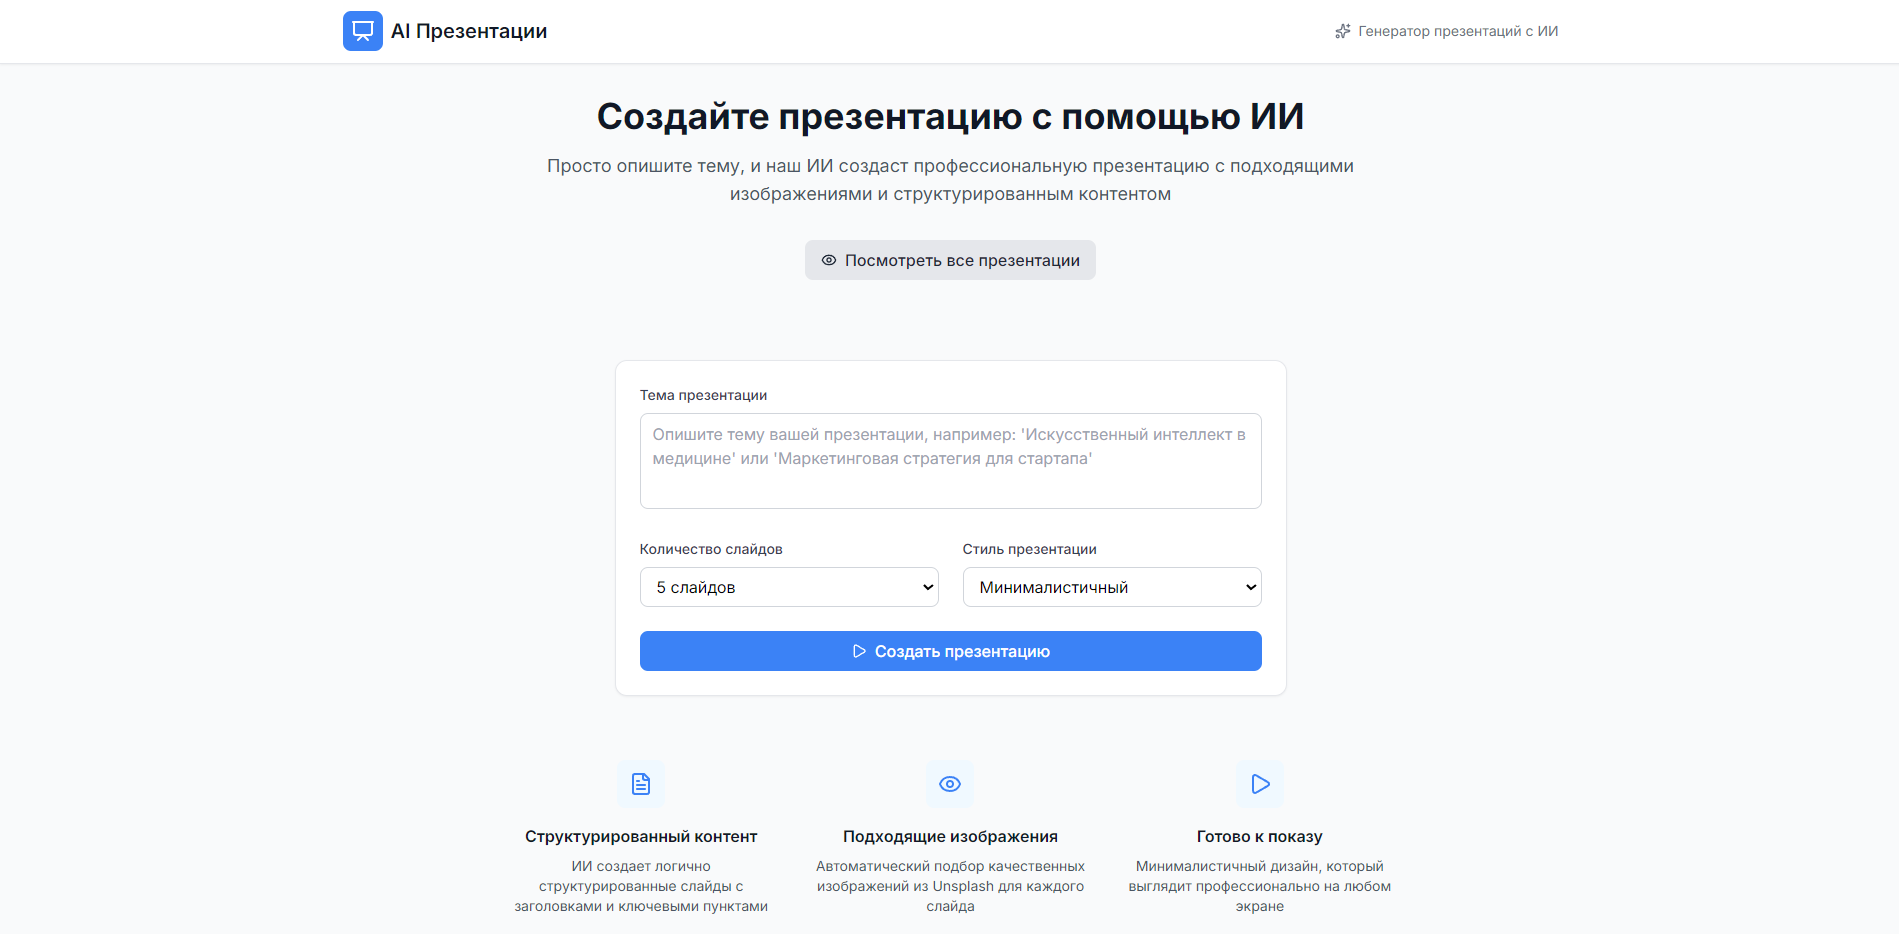 AI Презентации
Генератор презентаций с ИИ
Создайте презентацию с помощью ИИ
Просто опишите тему, и наш ИИ создаст профессиональную презентацию с подходящими
изображениями и структурированным контентом
Посмотреть все презентации
Тема презентации
Опишите тему вашей презентации, например: 'Искусственный интеллект в
медицине' или 'Маркетинговая стратегия для стартапа'
Количество слайдов
Стиль презентации
5 слайдов
Минималистичный
Создать презентацию
Структурированный контент
ИИ создает логично
структурированные слайды с
заголовками и ключевыми пунктами
Подходящие изображения
Автоматический подбор качественных
изображений из Unsplash для каждого
слайда
Готово к показу
Минималистичный дизайн, который
выглядит профессионально на любом
экране